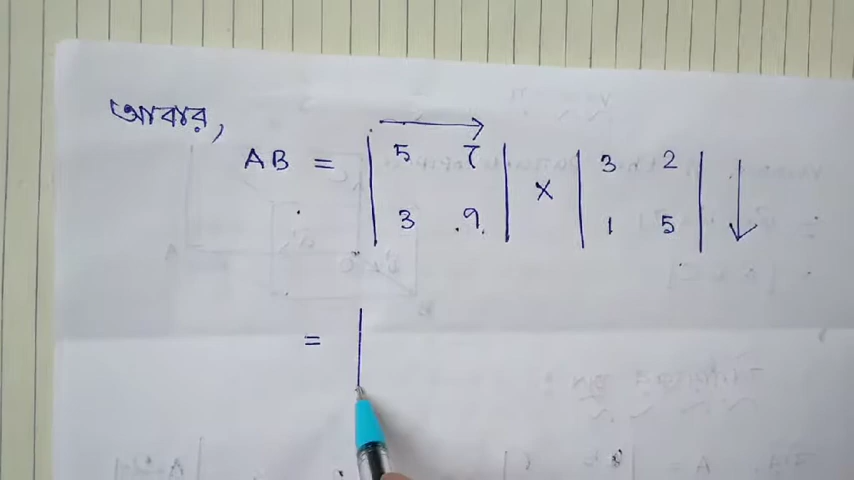 আবার,
AB = | 5 7 | × | 3 2 |
| 3 9 | | 1 5 |
= |